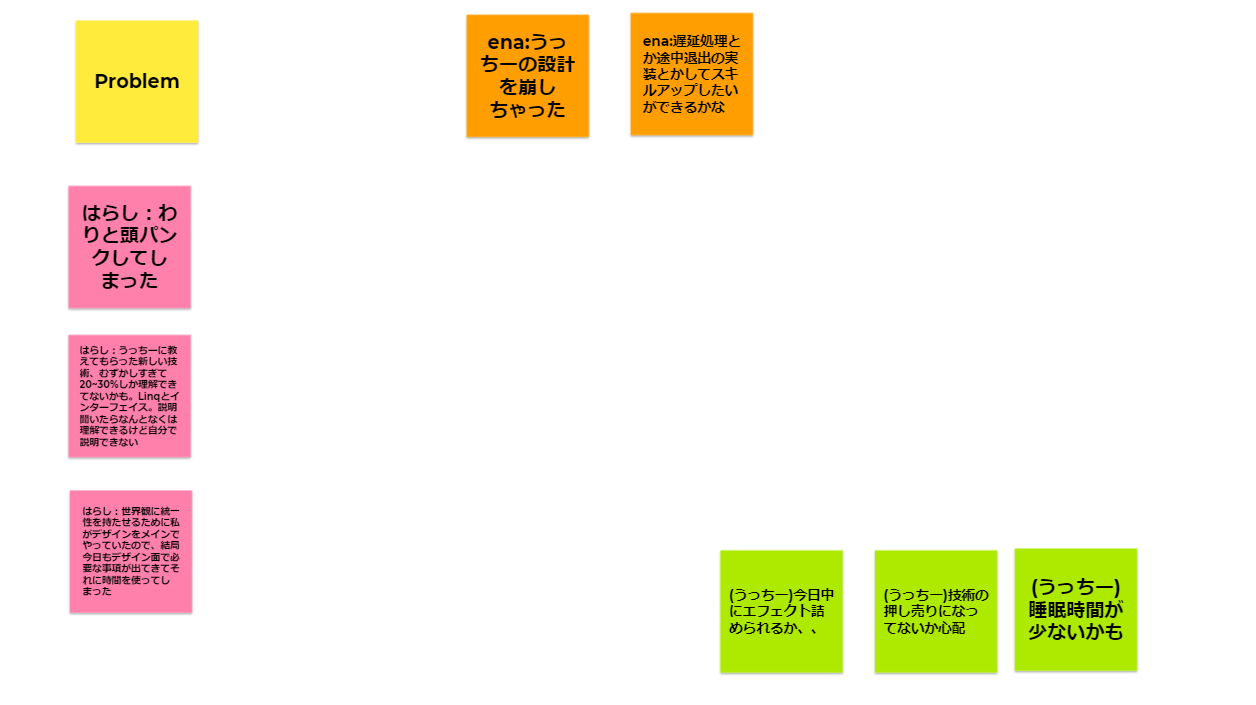 Problem
ena:うっ
ちーの設計
を崩し
ちゃった
ena:遅延処理と
か途中退出の実
装とかしてスキ
ルアップしたい
ができるかな
はらし：わ
りと頭パン
クしてし
まった
はらし：うっちーに教
えてもらった新しい技
術、むずかしすぎて
20~30%しか理解でき
てないかも。Linqとイ
ンターフェイス。説明
聞いたらなんとなくは
理解できるけど自分で
説明できない
はらし：世界観に統一
性を持たせるために私
がデザインをメインで
やっていたので、結局
今日もデザイン面で必
要な事項が出てきてそ
れに時間を使ってし
まった
(うっちー)今日中
にエフェクト詰
められるか、、
(うっちー)技術の
押し売りになっ
てないか心配
(うっちー)
睡眠時間が
少ないかも